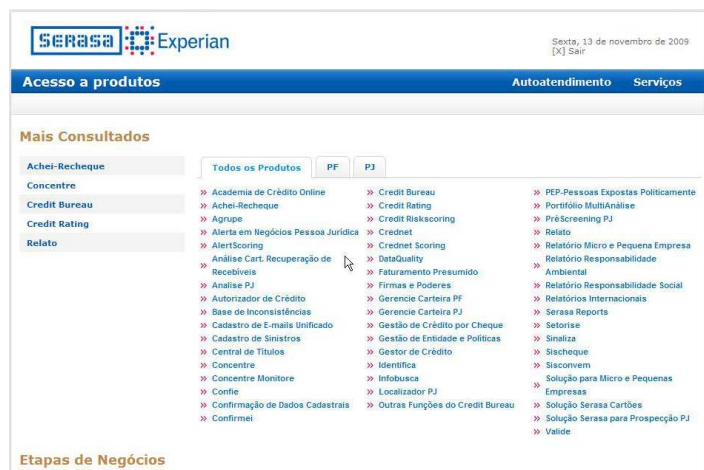 SERASA Experian
Sexta, 13 de novembro de 2009
[X] Sair
Acesso a produtos
Autoatendimento Serviços
Mais Consultados
Achei-Recheque
Concentre
Credit Bureau
Credit Rating
Relato
Todos os Produtos PF PJ
» Academia de Crédito Online
» Achei-Recheque
» Agrupe
» Alerta em Negócios Pessoa Jurídica
» AlertScoring
» Análise Cart. Recuperação de
Recebíveis
» Analise PJ
» Autorizador de Crédito
» Base de Inconsistências
» Cadastro de E-mails Unificado
» Cadastro de Sinistros
» Central de Títulos
» Concentre
» Concentre Monitore
» Confie
» Confirmação de Dados Cadastrais
» Confirmei
» Credit Bureau
» Credit Rating
» Credit Riskscoring
» Crednet
» Crednet Scoring
» DataQuality
» Faturamento Presumido
» Firmas e Poderes
» Gerencie Carteira PF
» Gerencie Carteira PJ
» Gestão de Crédito por Cheque
» Gestão de Entidade e Políticas
» Gestor de Crédito
» Identifica
» Infobusca
» Localizador PJ
» Outras Funções do Credit Bureau
» PEP-Pessoas Expostas Politicamente
» Portifólio MultiAnálise
» PréScreening PJ
» Relato
» Relatório Micro e Pequena Empresa
» Relatório Responsabilidade
Ambiental
» Relatório Responsabilidade Social
» Relatórios Internacionais
» Serasa Reports
» Setorise
» Sinaliza
» Sischeque
» Sisconvem
» Solução para Micro e Pequenas
Empresas
» Solução Serasa Cartões
» Solução Serasa para Prospecção PJ
» Valide
Etapas de Negócios